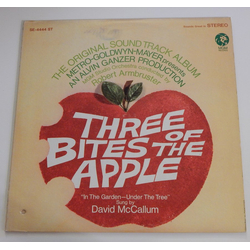 STEREO
THE ORIGINAL SOUND TRACK ALBUM
METRO-GOLDWYN-MAYER presents
AN ALVIN GANZER PRODUCTION
Robert Armbruster
THREE
BITES OF
THE APPLE
"In The Garden–Under The Tree"
Sung by
David McCallum